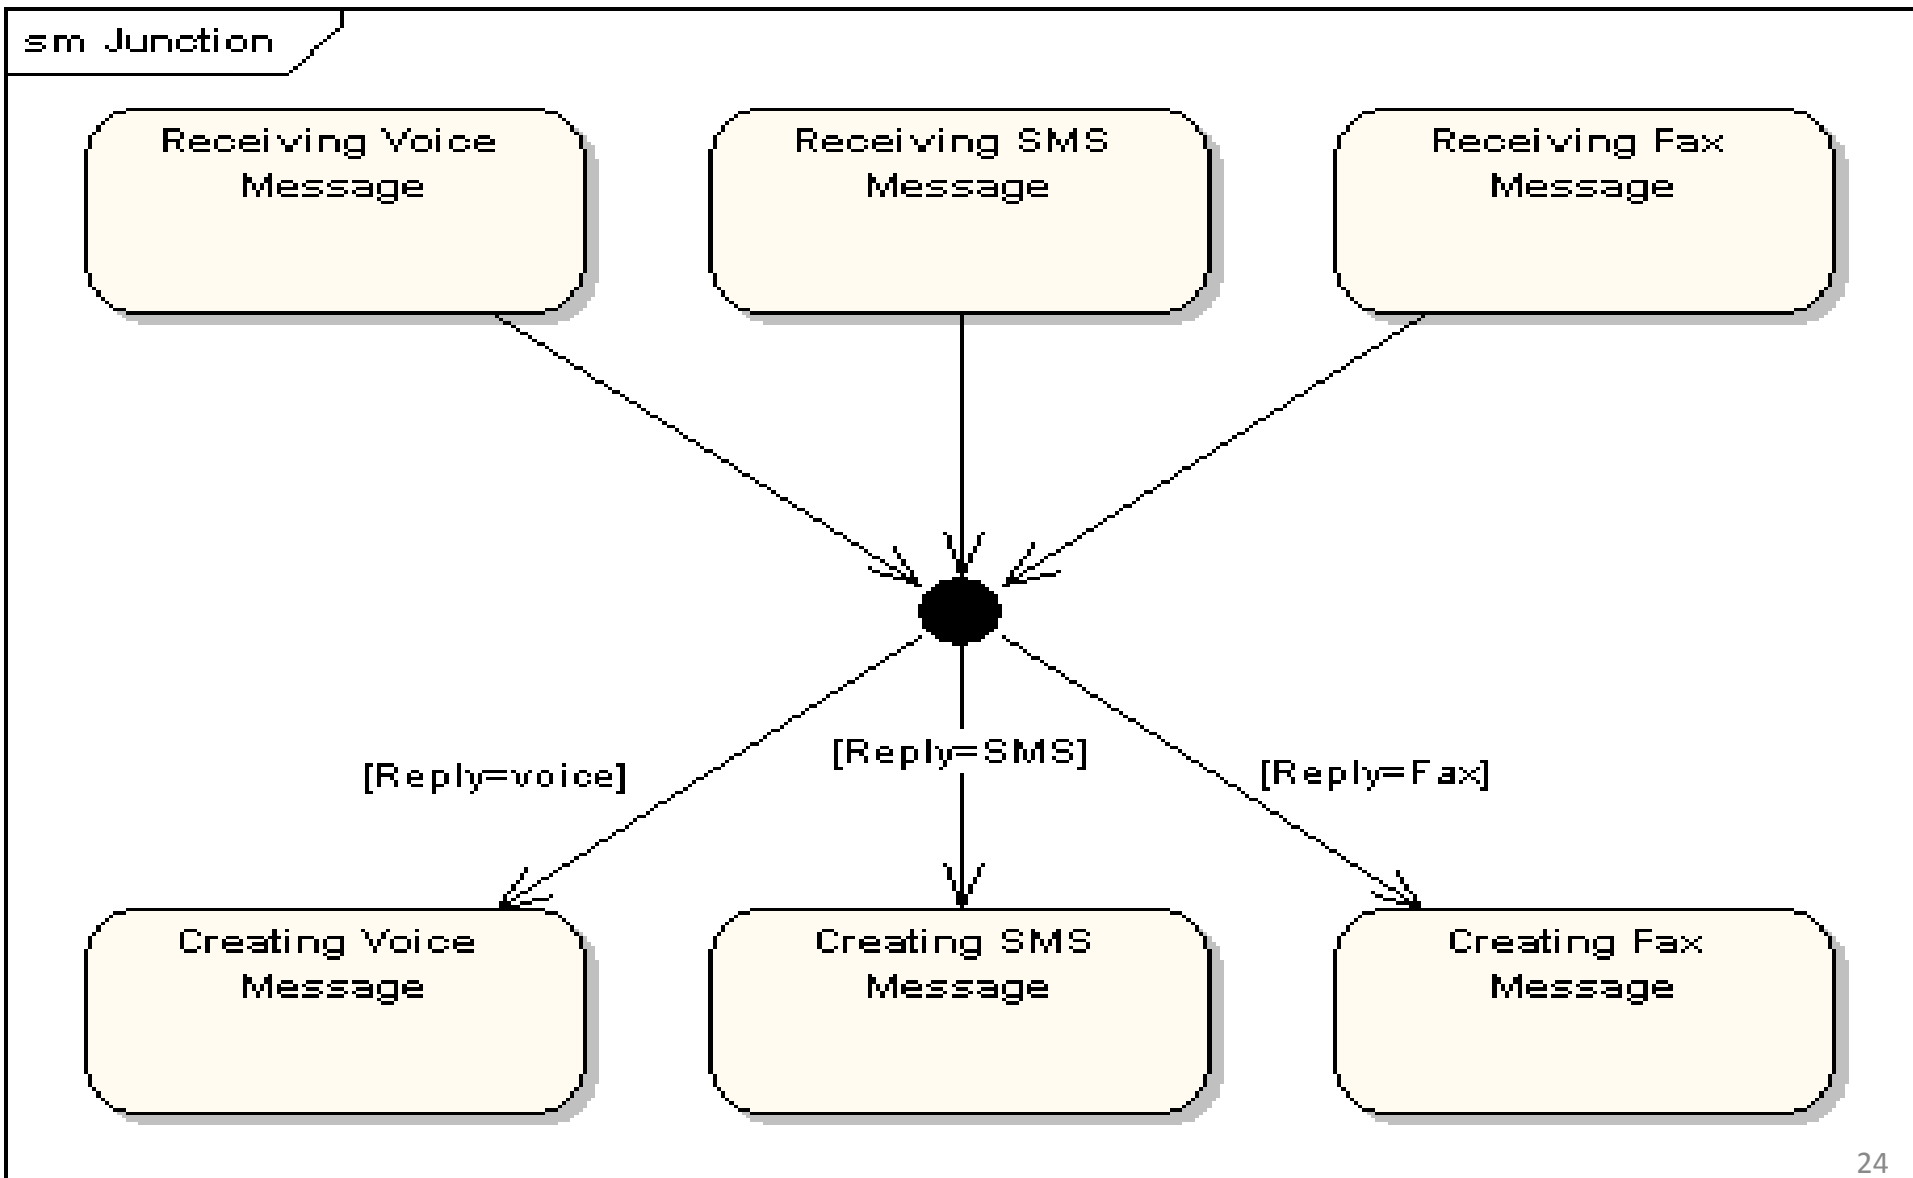 sm Junction
Receiving Voice
Message
Receiving SMS
Message
Receiving Fax
Message
[Reply=voice]
[Reply=SMS]
[Reply=Fax]
Creating Voice
Message
Creating SMS
Message
Creating Fax
Message
24